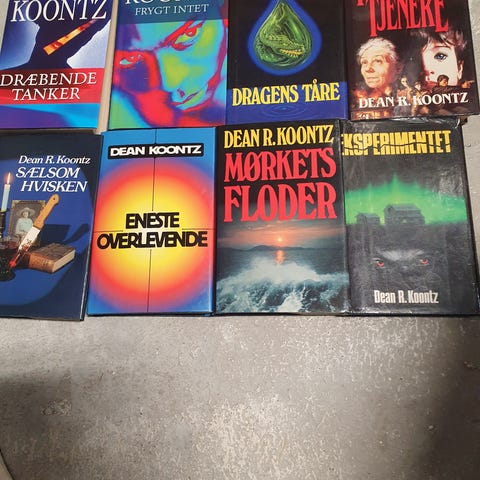 KOONTZ
DRÆBENDE
TANKER
FRYGT INTET
DRAGENS TÅRE
TJENERE
DEAN R. KOONTZ
Dean R. Koontz
SÆLSOM
HVISKEN
DEAN KOONTZ
ENESTE
OVERLEVENDE
DEAN R. KOONTZ
MØRKETS
FLODER
EKSPERIMENTET
Dean R. Koontz